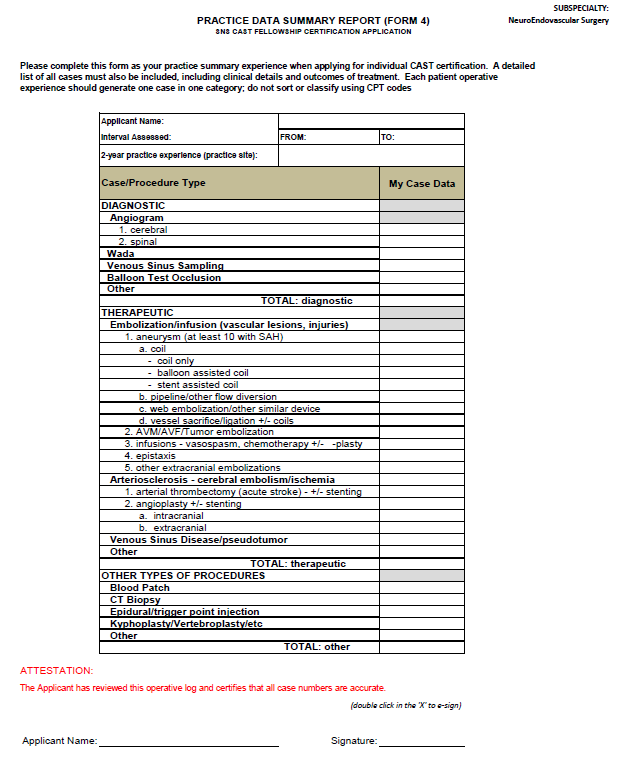 SUBSPECIALTY:
PRACTICE DATA SUMMARY REPORT (FORM 4)
NeuroEndovascular Surgery
SNS CAST FELLOWSHIP CERTIFICATION APPLICATION
Please complete this form as your practice summary experience when applying for individual CAST certification. A detailed
list of all cases must also be included, including clinical details and outcomes of treatment. Each patient operative
experience should generate one case in one category; do not sort or classify using CPT codes
Applicant Name:
Interval Assessed: FROM: TO:
2-year practice experience (practice site):
Case/Procedure Type My Case Data
DIAGNOSTIC
Angiogram
1. cerebral
2. spinal
Wada
Venous Sinus Sampling
Balloon Test Occlusion
Other
TOTAL: diagnostic
THERAPEUTIC
Embolization/infusion (vascular lesions, injuries)
1. aneurysm (at least 10 with SAH)
a. coil
- coil only
- balloon assisted coil
- stent assisted coil
b. pipeline/other flow diversion
c. web embolization/other similar device
d. vessel sacrifice/ligation +/- coils
2. AVM/AVF/Tumor embolization
3. infusions - vasospasm, chemotherapy +/- -plasty
4. epistaxis
5. other extracranial embolizations
Arteriosclerosis - cerebral embolism/ischemia
1. arterial thrombectomy (acute stroke) - +/- stenting
2. angioplasty +/- stenting
a. intracranial
b. extracranial
Venous Sinus Disease/pseudotumor
Other
TOTAL: therapeutic
OTHER TYPES OF PROCEDURES
Blood Patch
CT Biopsy
Epidural/trigger point injection
Kyphoplasty/Vertebroplasty/etc
Other
TOTAL: other
ATTESTATION:
The Applicant has reviewed this operative log and certifies that all case numbers are accurate.
(double click in the 'X' to e-sign)
Applicant Name: Signature: